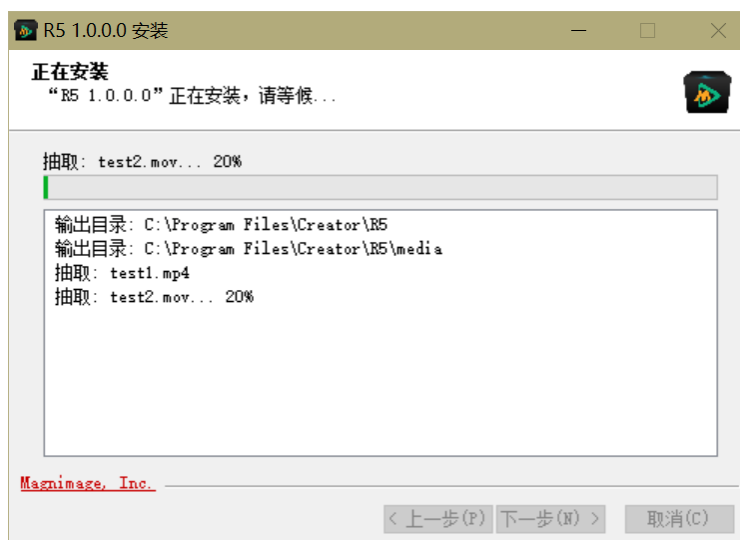 R5 1.0.0.0 安装
正在安装
“R5 1.0.0.0”正在安装，请等候...
抽取: test2.mov... 20%
输出目录: C:\Program Files\Creator\R5
输出目录: C:\Program Files\Creator\R5\media
抽取: test1.mp4
抽取: test2.mov... 20%
Magnimage, Inc.
< 上一步(P) 下一步(N) > 取消(C)